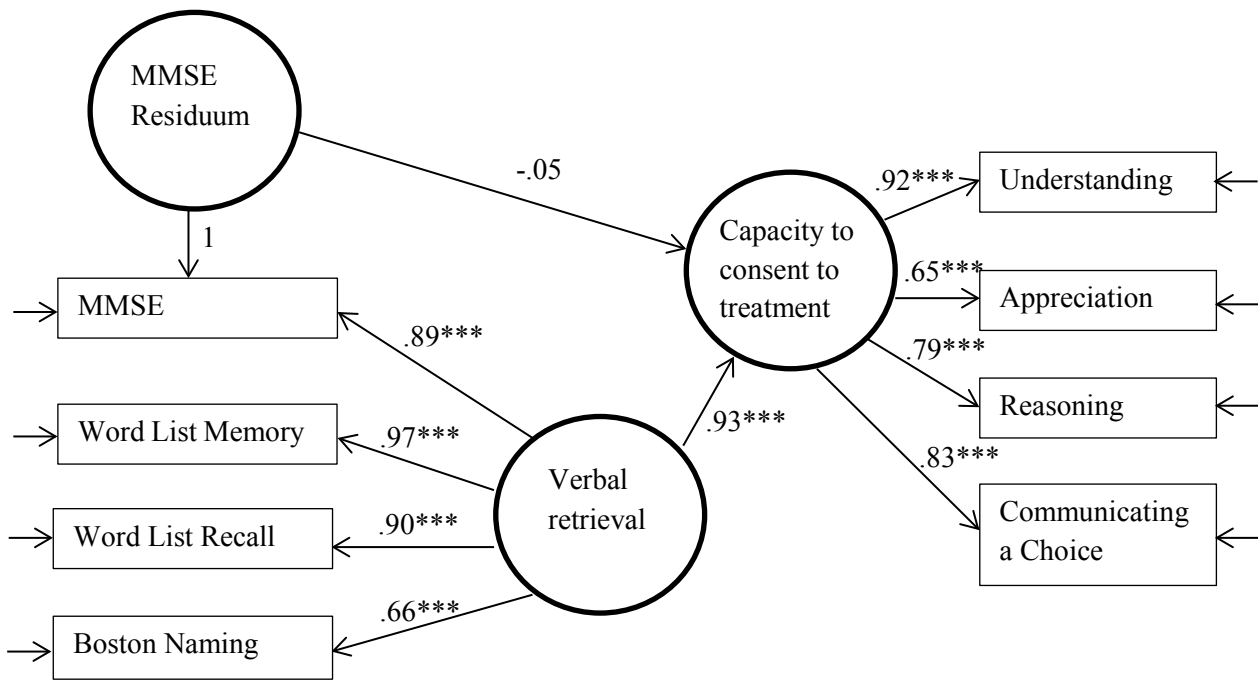 MMSE
Residuum
-.05
1
MMSE
.89***
Word List Memory
.97***
Word List Recall
.90***
Boston Naming
.66***
Verbal
retrieval
.93***
Capacity to
consent to
treatment
.92***
Understanding
.65***
Appreciation
.79***
Reasoning
.83***
Communicating
a Choice